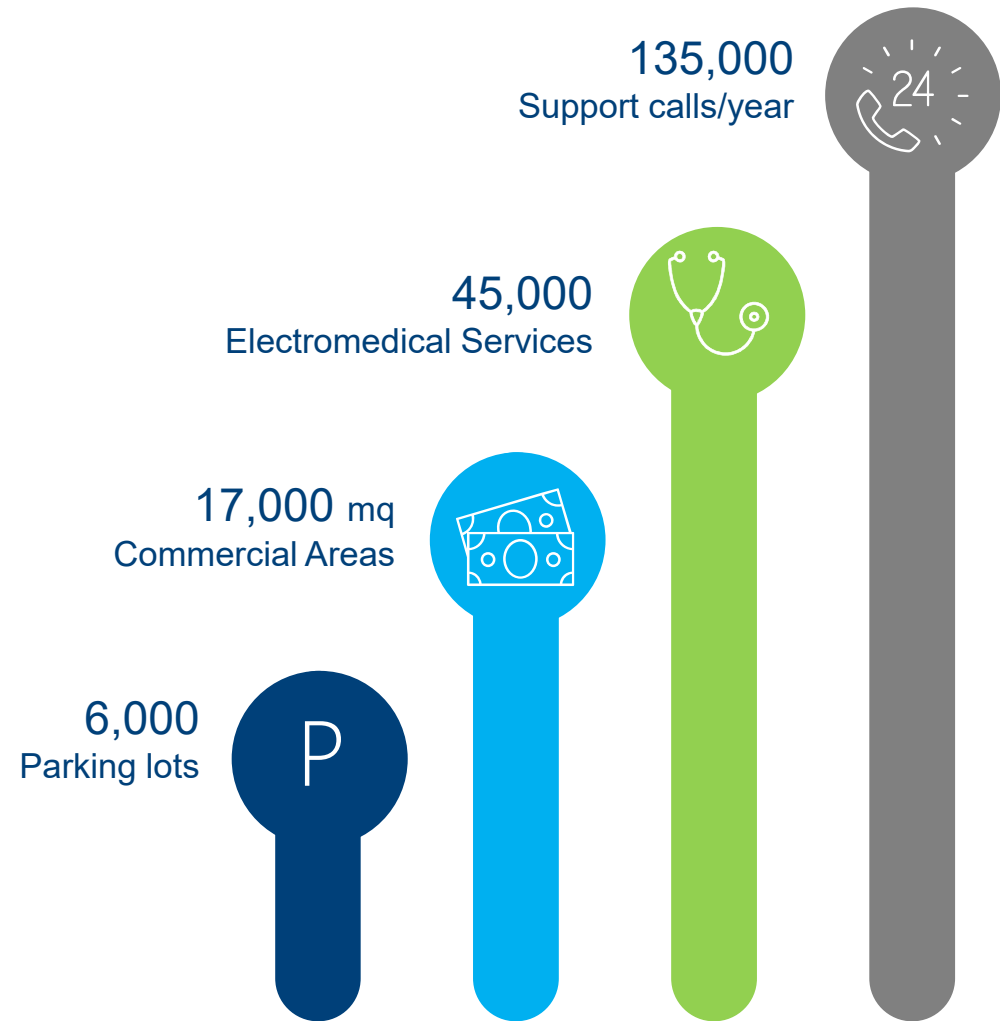 135,000
Support calls/year
24
45,000
Electromedical Services
17,000 mq
Commercial Areas
6,000
Parking lots
P